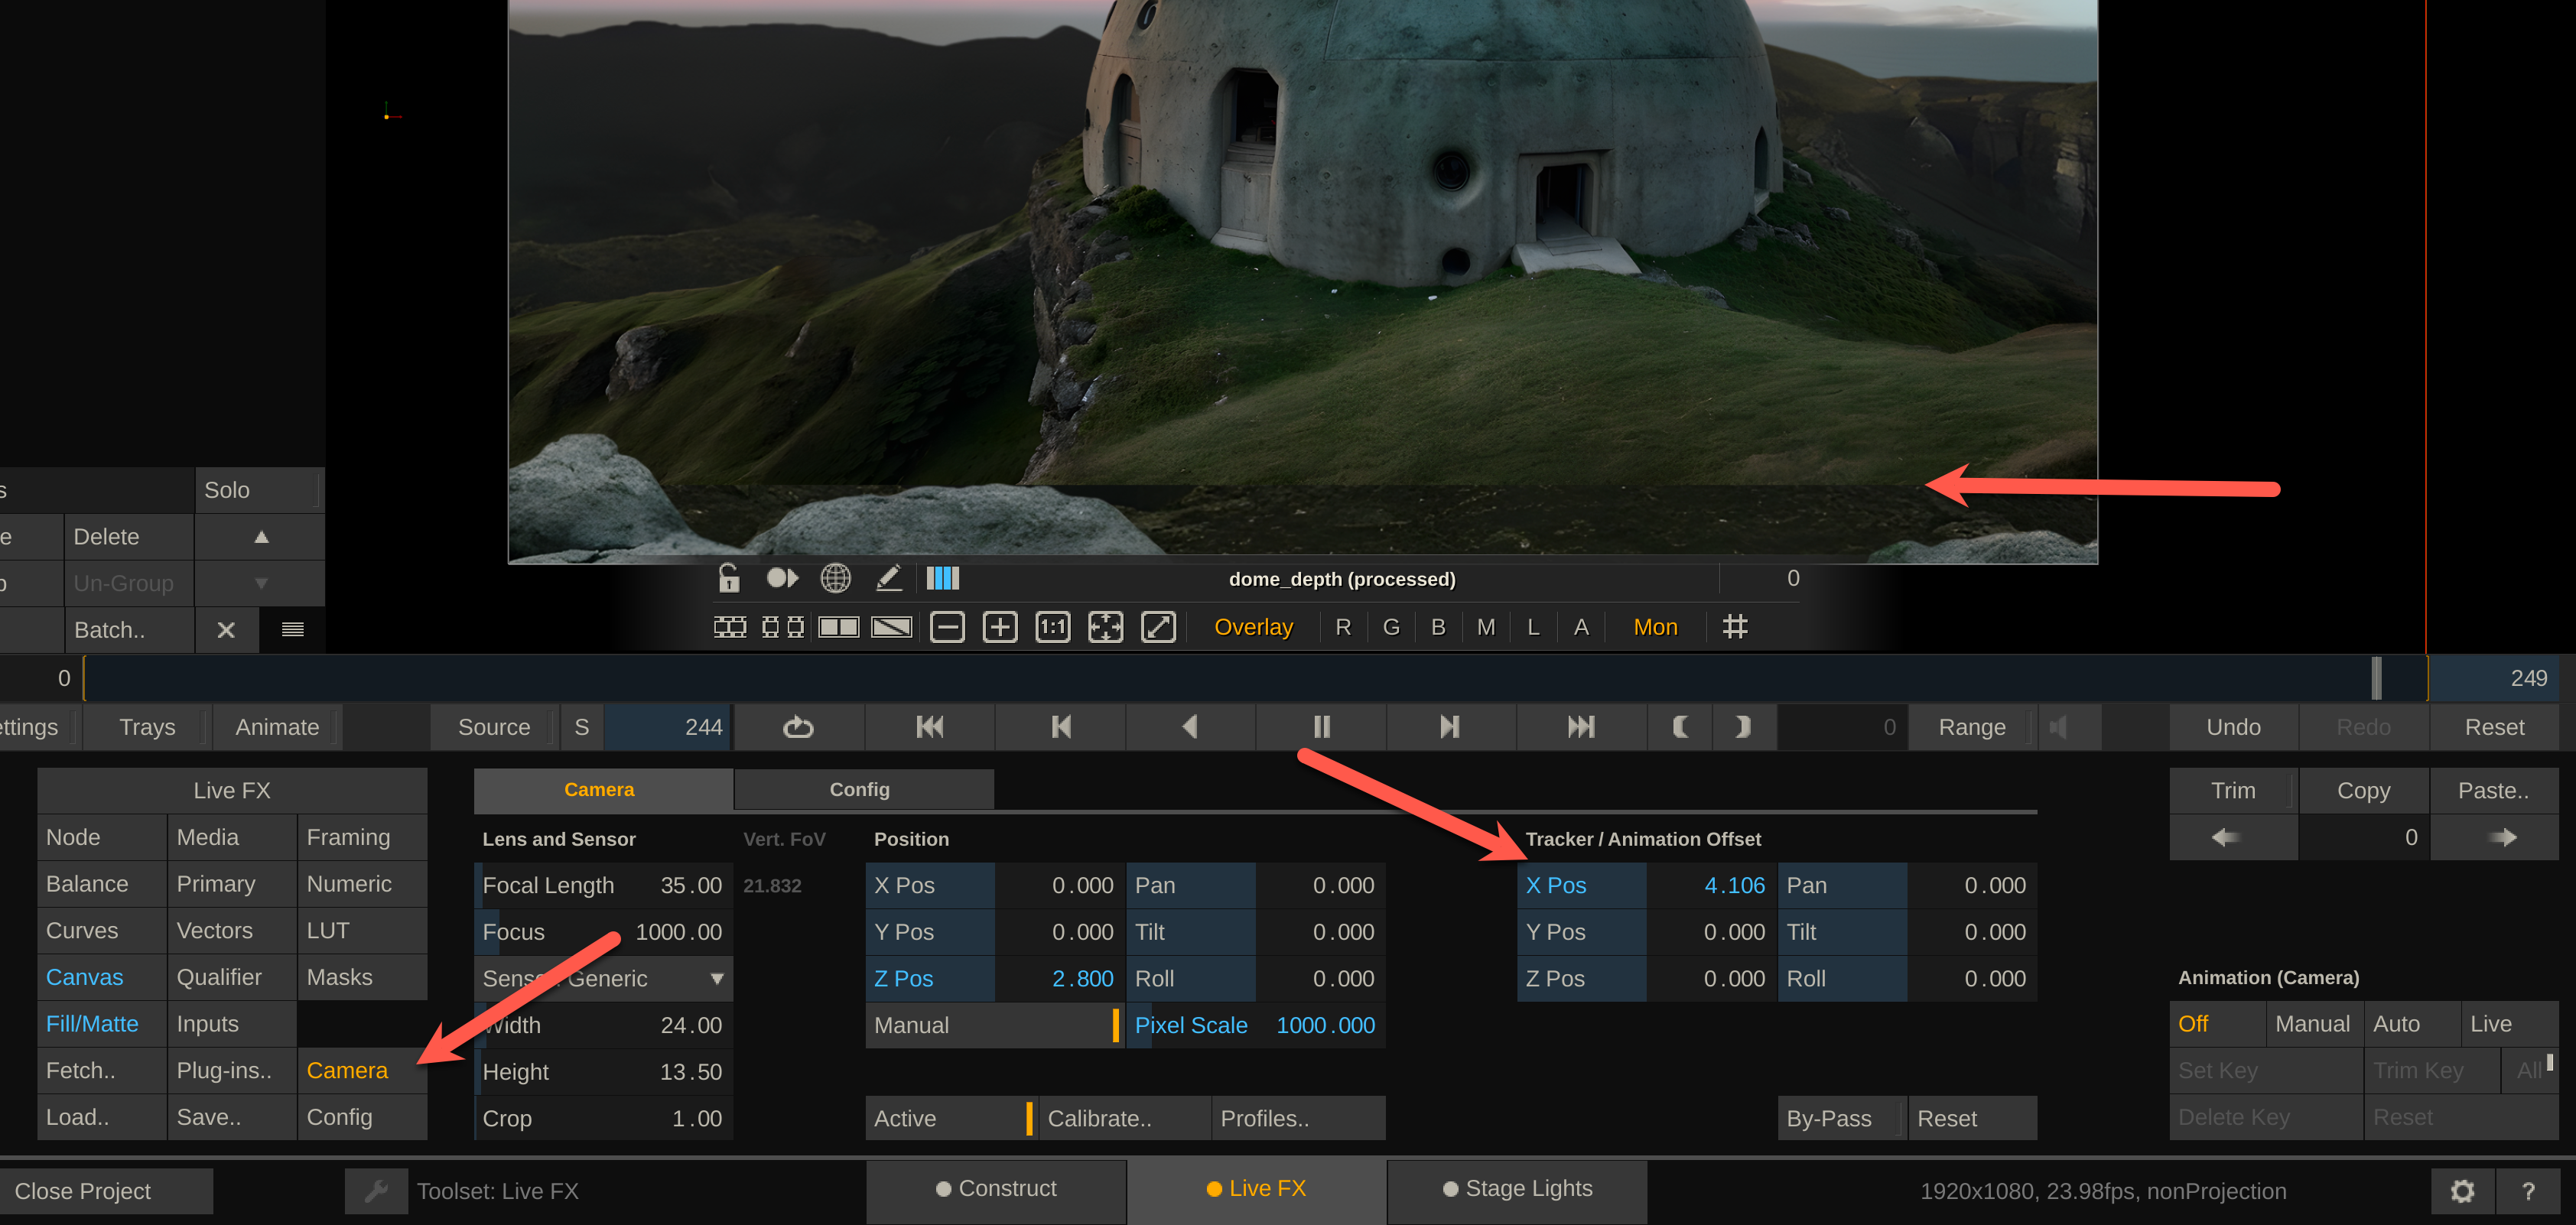 s Solo
e Delete
p Un-Group
Batch..
dome_depth (processed) 0
1:1 Overlay R G B M L A Mon
0 249
ettings Trays Animate Source S 244 0 Range Undo Redo Reset
Live FX
Node Media Framing
Balance Primary Numeric
Curves Vectors LUT
Canvas Qualifier Masks
Fill/Matte Inputs
Fetch.. Plug-ins.. Camera
Load.. Save.. Config
Camera Config
Lens and Sensor Vert. FoV
Focal Length 35.00 21.832
Focus 1000.00
Generic
Width 24.00
Height 13.50
Crop 1.00
Position
X Pos 0.000 Pan 0.000
Y Pos 0.000 Tilt 0.000
Z Pos 2.800 Roll 0.000
Manual Pixel Scale 1000.000
Active Calibrate.. Profiles..
Tracker / Animation Offset
X Pos 4.106 Pan 0.000
Y Pos 0.000 Tilt 0.000
Z Pos 0.000 Roll 0.000
By-Pass Reset
Trim Copy Paste..
0
Animation (Camera)
Off Manual Auto Live
Set Key Trim Key All
Delete Key Reset
Close Project Toolset: Live FX Construct Live FX Stage Lights 1920x1080, 23.98fps, nonProjection ?